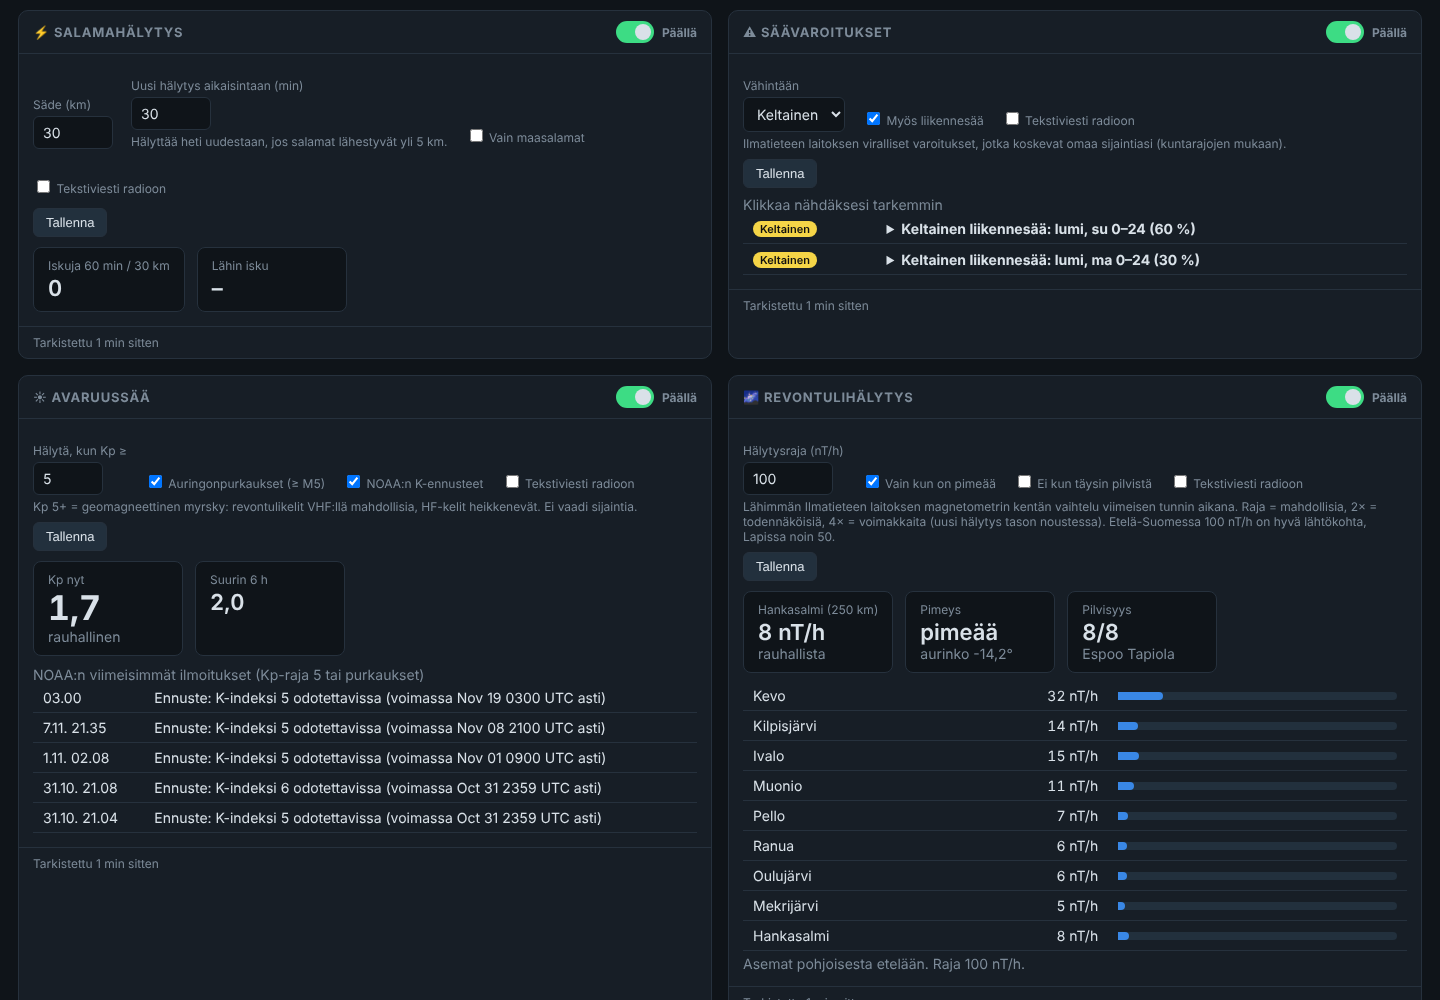 ⚡ SALAMAHÄLYTYS
Päällä
Säde (km)
30
Uusi hälytys aikaisintaan (min)
30
Hälyttää heti uudestaan, jos salamat lähestyvät yli 5 km.
Vain maasalamat
Tekstiviesti radioon
Tallenna
Iskuja 60 min / 30 km
0
Lähin isku
–
Tarkistettu 1 min sitten
⚠ SÄÄVAROITUKSET
Päällä
Vähintään
Keltainen
Myös liikennesää
Tekstiviesti radioon
Ilmatieteen laitoksen viralliset varoitukset, jotka koskevat omaa sijaintiasi (kuntarajojen mukaan).
Tallenna
Klikkaa nähdäksesi tarkemmin
Keltainen ▶ Keltainen liikennesää: lumi, su 0–24 (60 %)
Keltainen ▶ Keltainen liikennesää: lumi, ma 0–24 (30 %)
Tarkistettu 1 min sitten
☀ AVARUUSSÄÄ
Päällä
Hälytä, kun Kp ≥
5
Auringonpurkaukset (≥ M5)
NOAA:n K-ennusteet
Tekstiviesti radioon
Kp 5+ = geomagneettinen myrsky: revontulikelit VHF:llä mahdollisia, HF-kelit heikkenevät. Ei vaadi sijaintia.
Tallenna
Kp nyt
1,7
rauhallinen
Suurin 6 h
2,0
NOAA:n viimeisimmät ilmoitukset (Kp-raja 5 tai purkaukset)
03.00 Ennuste: K-indeksi 5 odotettavissa (voimassa Nov 19 0300 UTC asti)
7.11. 21.35 Ennuste: K-indeksi 5 odotettavissa (voimassa Nov 08 2100 UTC asti)
1.11. 02.08 Ennuste: K-indeksi 5 odotettavissa (voimassa Nov 01 0900 UTC asti)
31.10. 21.08 Ennuste: K-indeksi 6 odotettavissa (voimassa Oct 31 2359 UTC asti)
31.10. 21.04 Ennuste: K-indeksi 5 odotettavissa (voimassa Oct 31 2359 UTC asti)
Tarkistettu 1 min sitten
🌌 REVONTULIHÄLYTYS
Päällä
Hälytysraja (nT/h)
100
Vain kun on pimeää
Ei kun täysin pilvistä
Tekstiviesti radioon
Lähimmän Ilmatieteen laitoksen magnetometrin kentän vaihtelu viimeisen tunnin aikana. Raja = mahdollisia, 2× =
todennäköisiä, 4× = voimakkaita (uusi hälytys tason noustessa). Etelä-Suomessa 100 nT/h on hyvä lähtökohta,
Lapissa noin 50.
Tallenna
Hankasalmi (250 km)
8 nT/h
rauhallista
Pimeys
pimeää
aurinko -14,2°
Pilvisyys
8/8
Espoo Tapiola
Kevo 32 nT/h
Kilpisjärvi 14 nT/h
Ivalo 15 nT/h
Muonio 11 nT/h
Pello 7 nT/h
Ranua 6 nT/h
Oulujärvi 6 nT/h
Mekrijärvi 5 nT/h
Hankasalmi 8 nT/h
Asemat pohjoisesta etelään. Raja 100 nT/h.